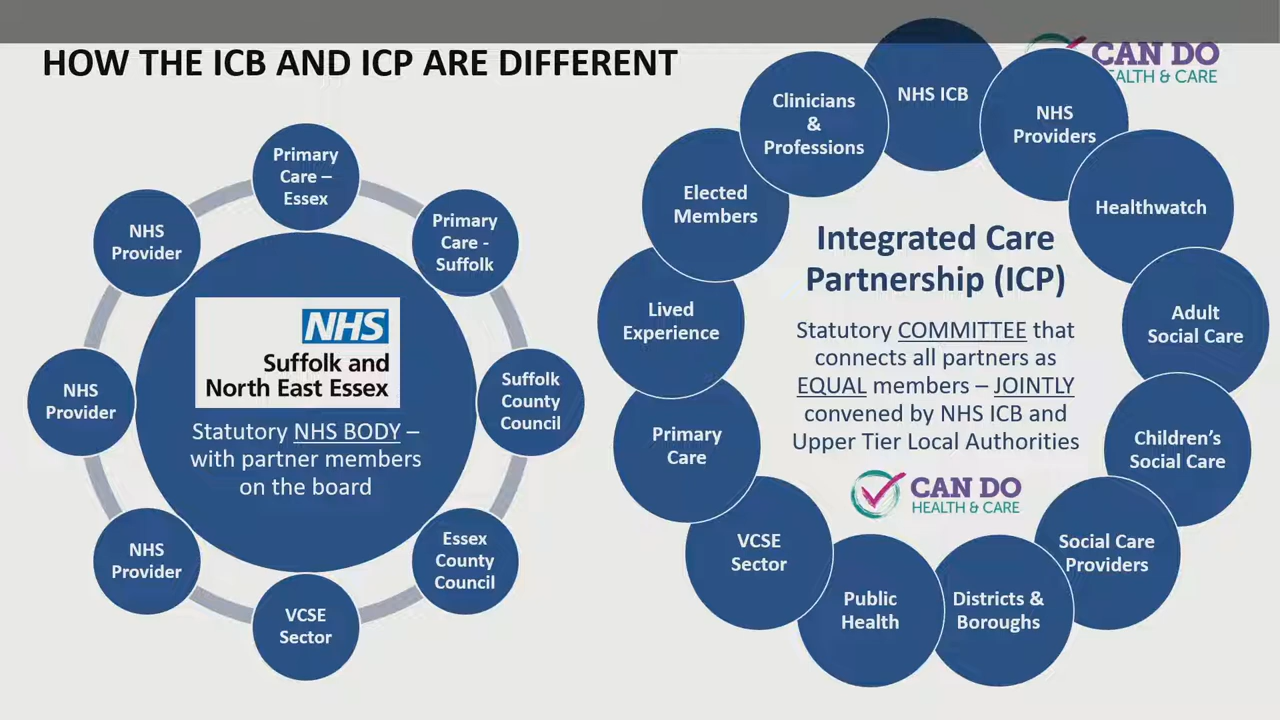 HOW THE ICB AND ICP ARE DIFFERENT
CAN DO
EALTH & CARE
Primary
Care –
Essex
Primary
Care -
Suffolk
Suffolk
County
Council
Essex
County
Council
VCSE
Sector
NHS
Provider
NHS
Provider
NHS
Provider
NHS
Suffolk and
North East Essex
Statutory NHS BODY –
with partner members
on the board
NHS ICB
NHS
Providers
Healthwatch
Adult
Social Care
Children's
Social Care
Social Care
Providers
Districts &
Boroughs
Public
Health
VCSE
Sector
Primary
Care
Lived
Experience
Elected
Members
Clinicians
&
Professions
Integrated Care
Partnership (ICP)
Statutory COMMITTEE that
connects all partners as
EQUAL members – JOINTLY
convened by NHS ICB and
Upper Tier Local Authorities
CAN DO
HEALTH & CARE